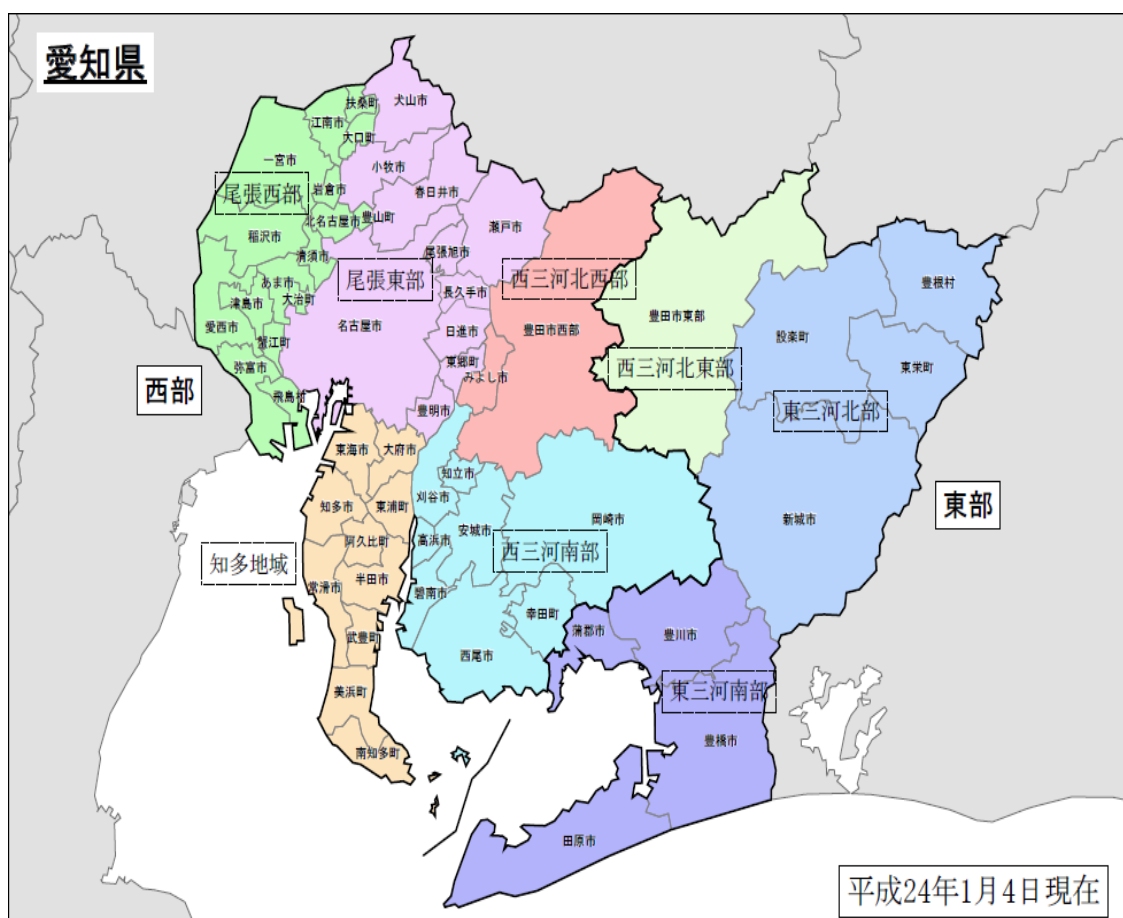 愛知県
扶桑町
犬山市
江南市
大口町
一宮市
小牧市
岩倉市
春日井市
尾張西部
北名古屋市
豊山町
瀬戸市
稲沢市
清須市
尾張旭市
尾張東部
西三河北西部
あま市
津島市
大治町
長久手市
豊根村
愛西市
名古屋市
日進市
豊田市西部
豊田市東部
設楽町
蟹江町
東郷町
弥富市
みよし市
西三河北東部
東栄町
西部
飛島村
豊明市
東三河北部
東海市
大府市
知立市
刈谷市
知多市
東浦町
安城市
岡崎市
新城市
東部
高浜市
阿久比町
西三河南部
知多地域
常滑市
半田市
碧南市
幸田町
武豊町
蒲郡市
豊川市
西尾市
美浜町
東三河南部
南知多町
豊橋市
田原市
平成24年1月4日現在